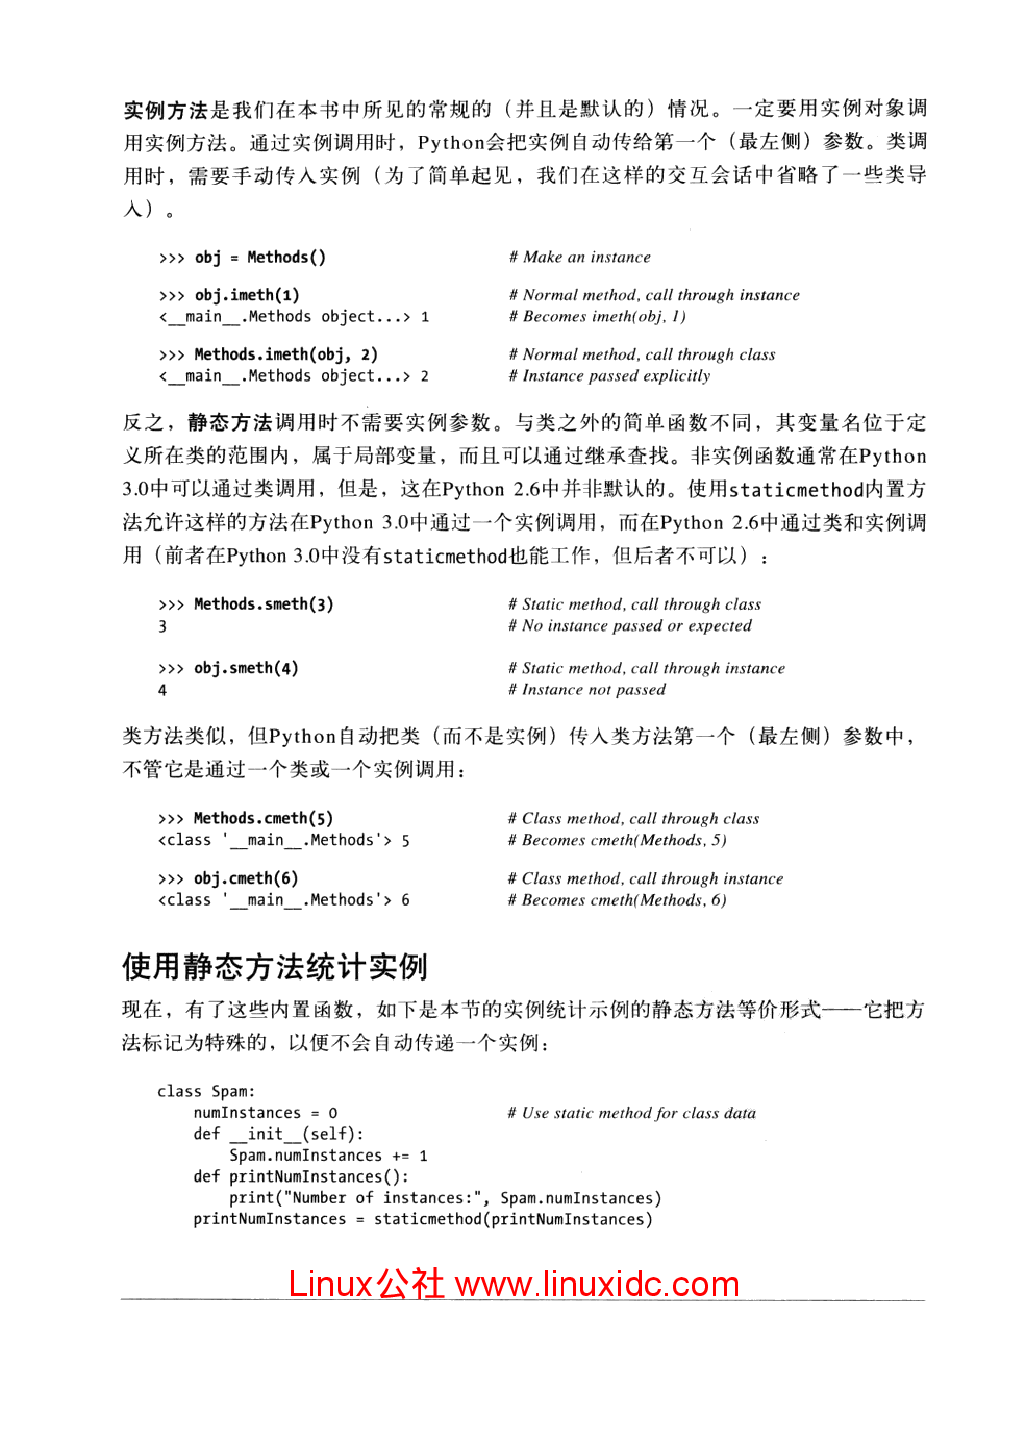 实例方法是我们在本书中所见的常规的（并且是默认的）情况。一定要用实例对象调
用实例方法。通过实例调用时，Python会把实例自动传给第一个（最左侧）参数。类调
用时，需要手动传入实例（为了简单起见，我们在这样的交互会话中省略了一些类导
入）。
>>> obj = Methods() # Make an instance
>>> obj.imeth(1) # Normal method, call through instance
<__main__.Methods object...> 1 # Becomes imeth(obj, 1)
>>> Methods.imeth(obj, 2) # Normal method, call through class
<__main__.Methods object...> 2 # Instance passed explicitly
反之，静态方法调用时不需要实例参数。与类之外的简单函数不同，其变量名位于定
义所在类的范围内，属于局部变量，而且可以通过继承查找。非实例函数通常在Python
3.0中可以通过类调用，但是，这在Python 2.6中并非默认的。使用staticmethod内置方
法允许这样的方法在Python 3.0中通过一个实例调用，而在Python 2.6中通过类和实例调
用（前者在Python 3.0中没有staticmethod也能工作，但后者不可以）：
>>> Methods.smeth(3) # Static method, call through class
3 # No instance passed or expected
>>> obj.smeth(4) # Static method, call through instance
4 # Instance not passed
类方法类似，但Python自动把类（而不是实例）传入类方法第一个（最左侧）参数中，
不管它是通过一个类或一个实例调用：
>>> Methods.cmeth(5) # Class method, call through class
<class '__main__.Methods'> 5 # Becomes cmeth(Methods, 5)
>>> obj.cmeth(6) # Class method, call through instance
<class '__main__.Methods'> 6 # Becomes cmeth(Methods, 6)
使用静态方法统计实例
现在，有了这些内置函数，如下是本节的实例统计示例的静态方法等价形式——它把方
法标记为特殊的，以便不会自动传递一个实例：
class Spam:
numInstances = 0 # Use static method for class data
def __init__(self):
Spam.numInstances += 1
def printNumInstances():
print("Number of instances:", Spam.numInstances)
printNumInstances = staticmethod(printNumInstances)
Linux公社 www.linuxidc.com